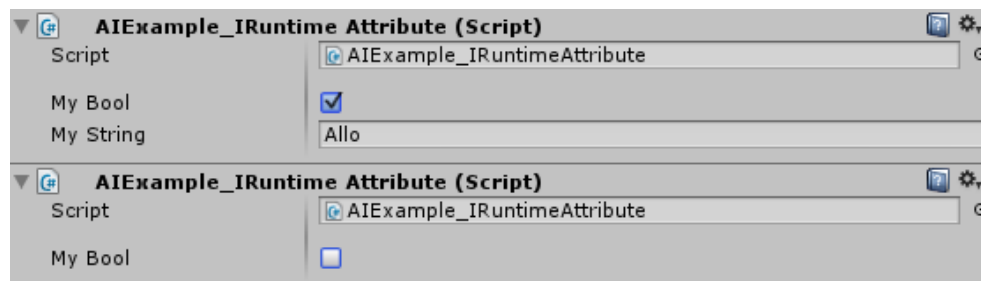 AIExample_IRuntime Attribute (Script)
Script AIExample_IRuntimeAttribute
My Bool
My String Allo
AIExample_IRuntime Attribute (Script)
Script AIExample_IRuntimeAttribute
My Bool